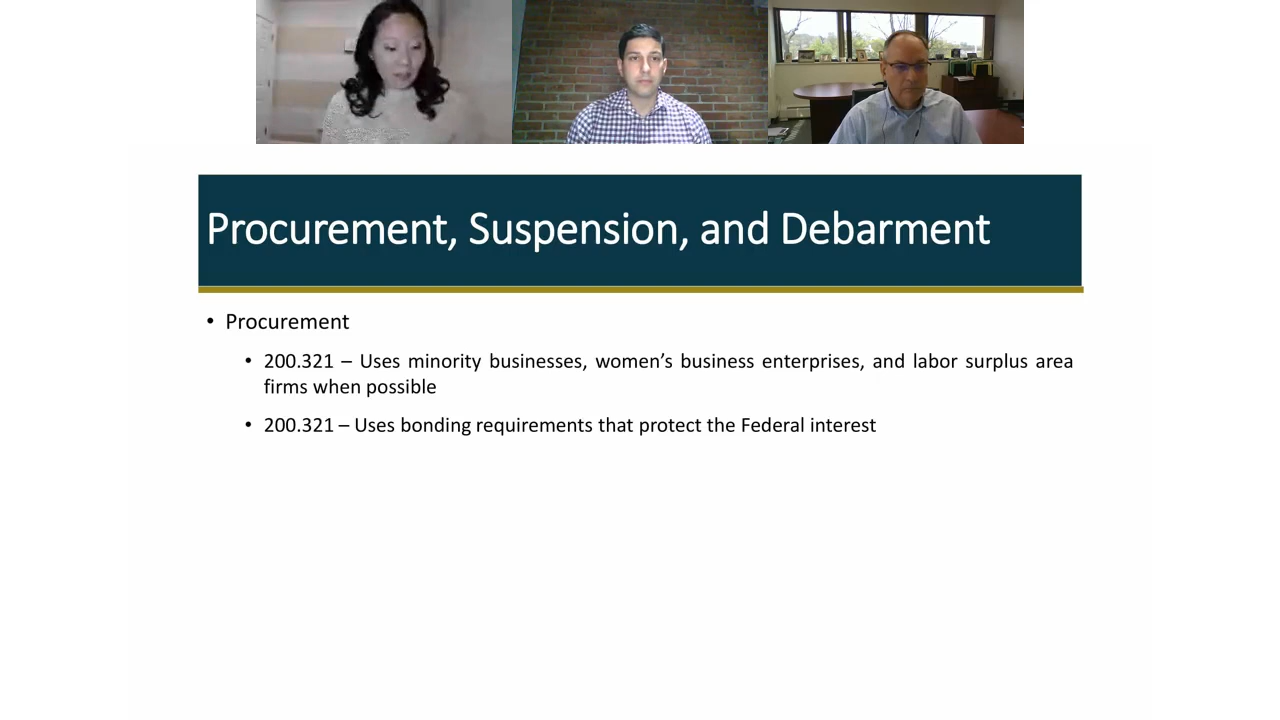 Procurement, Suspension, and Debarment
• Procurement
• 200.321 – Uses minority businesses, women’s business enterprises, and labor surplus area
firms when possible
• 200.321 – Uses bonding requirements that protect the Federal interest